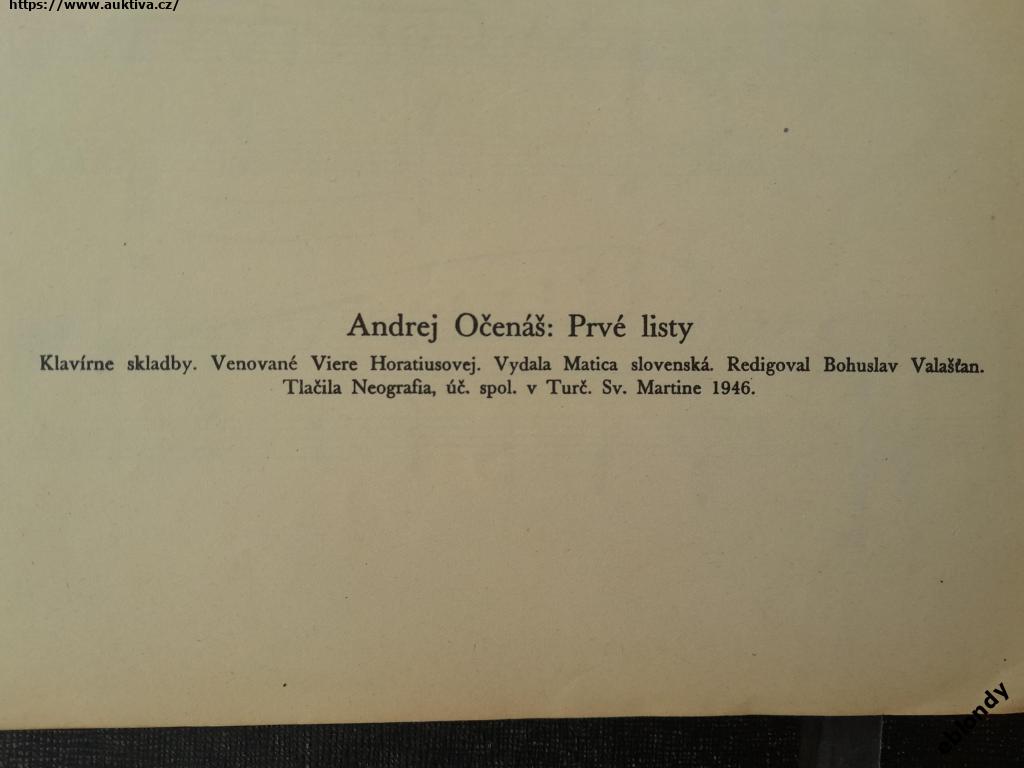 https://www.auktiva.cz/
Andrej Očenáš: Prvé listy
Klavírne skladby. Venované Viere Horatiusovej. Vydala Matica slovenská. Redigoval Bohuslav Valašťan.
Tlačila Neografia, úč. spol. v Turč. Sv. Martine 1946.
eblondy